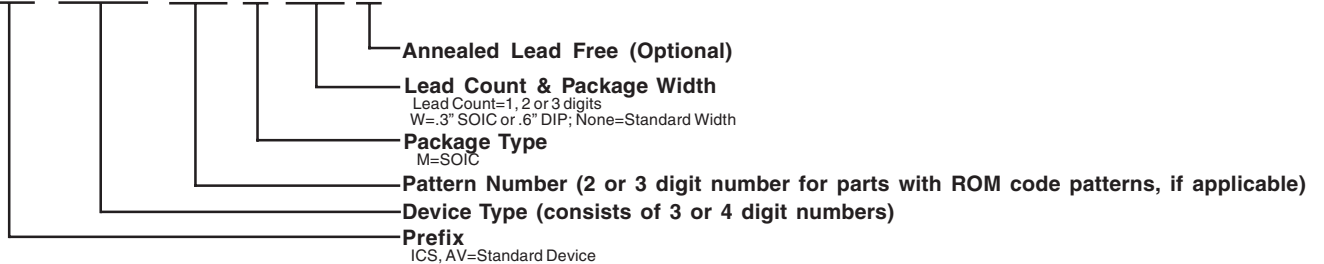 Annealed Lead Free (Optional)
Lead Count & Package Width
Lead Count=1, 2 or 3 digits
W=.3" SOIC or .6" DIP; None=Standard Width
Package Type
M=SOIC
Pattern Number (2 or 3 digit number for parts with ROM code patterns, if applicable)
Device Type (consists of 3 or 4 digit numbers)
Prefix
ICS, AV=Standard Device